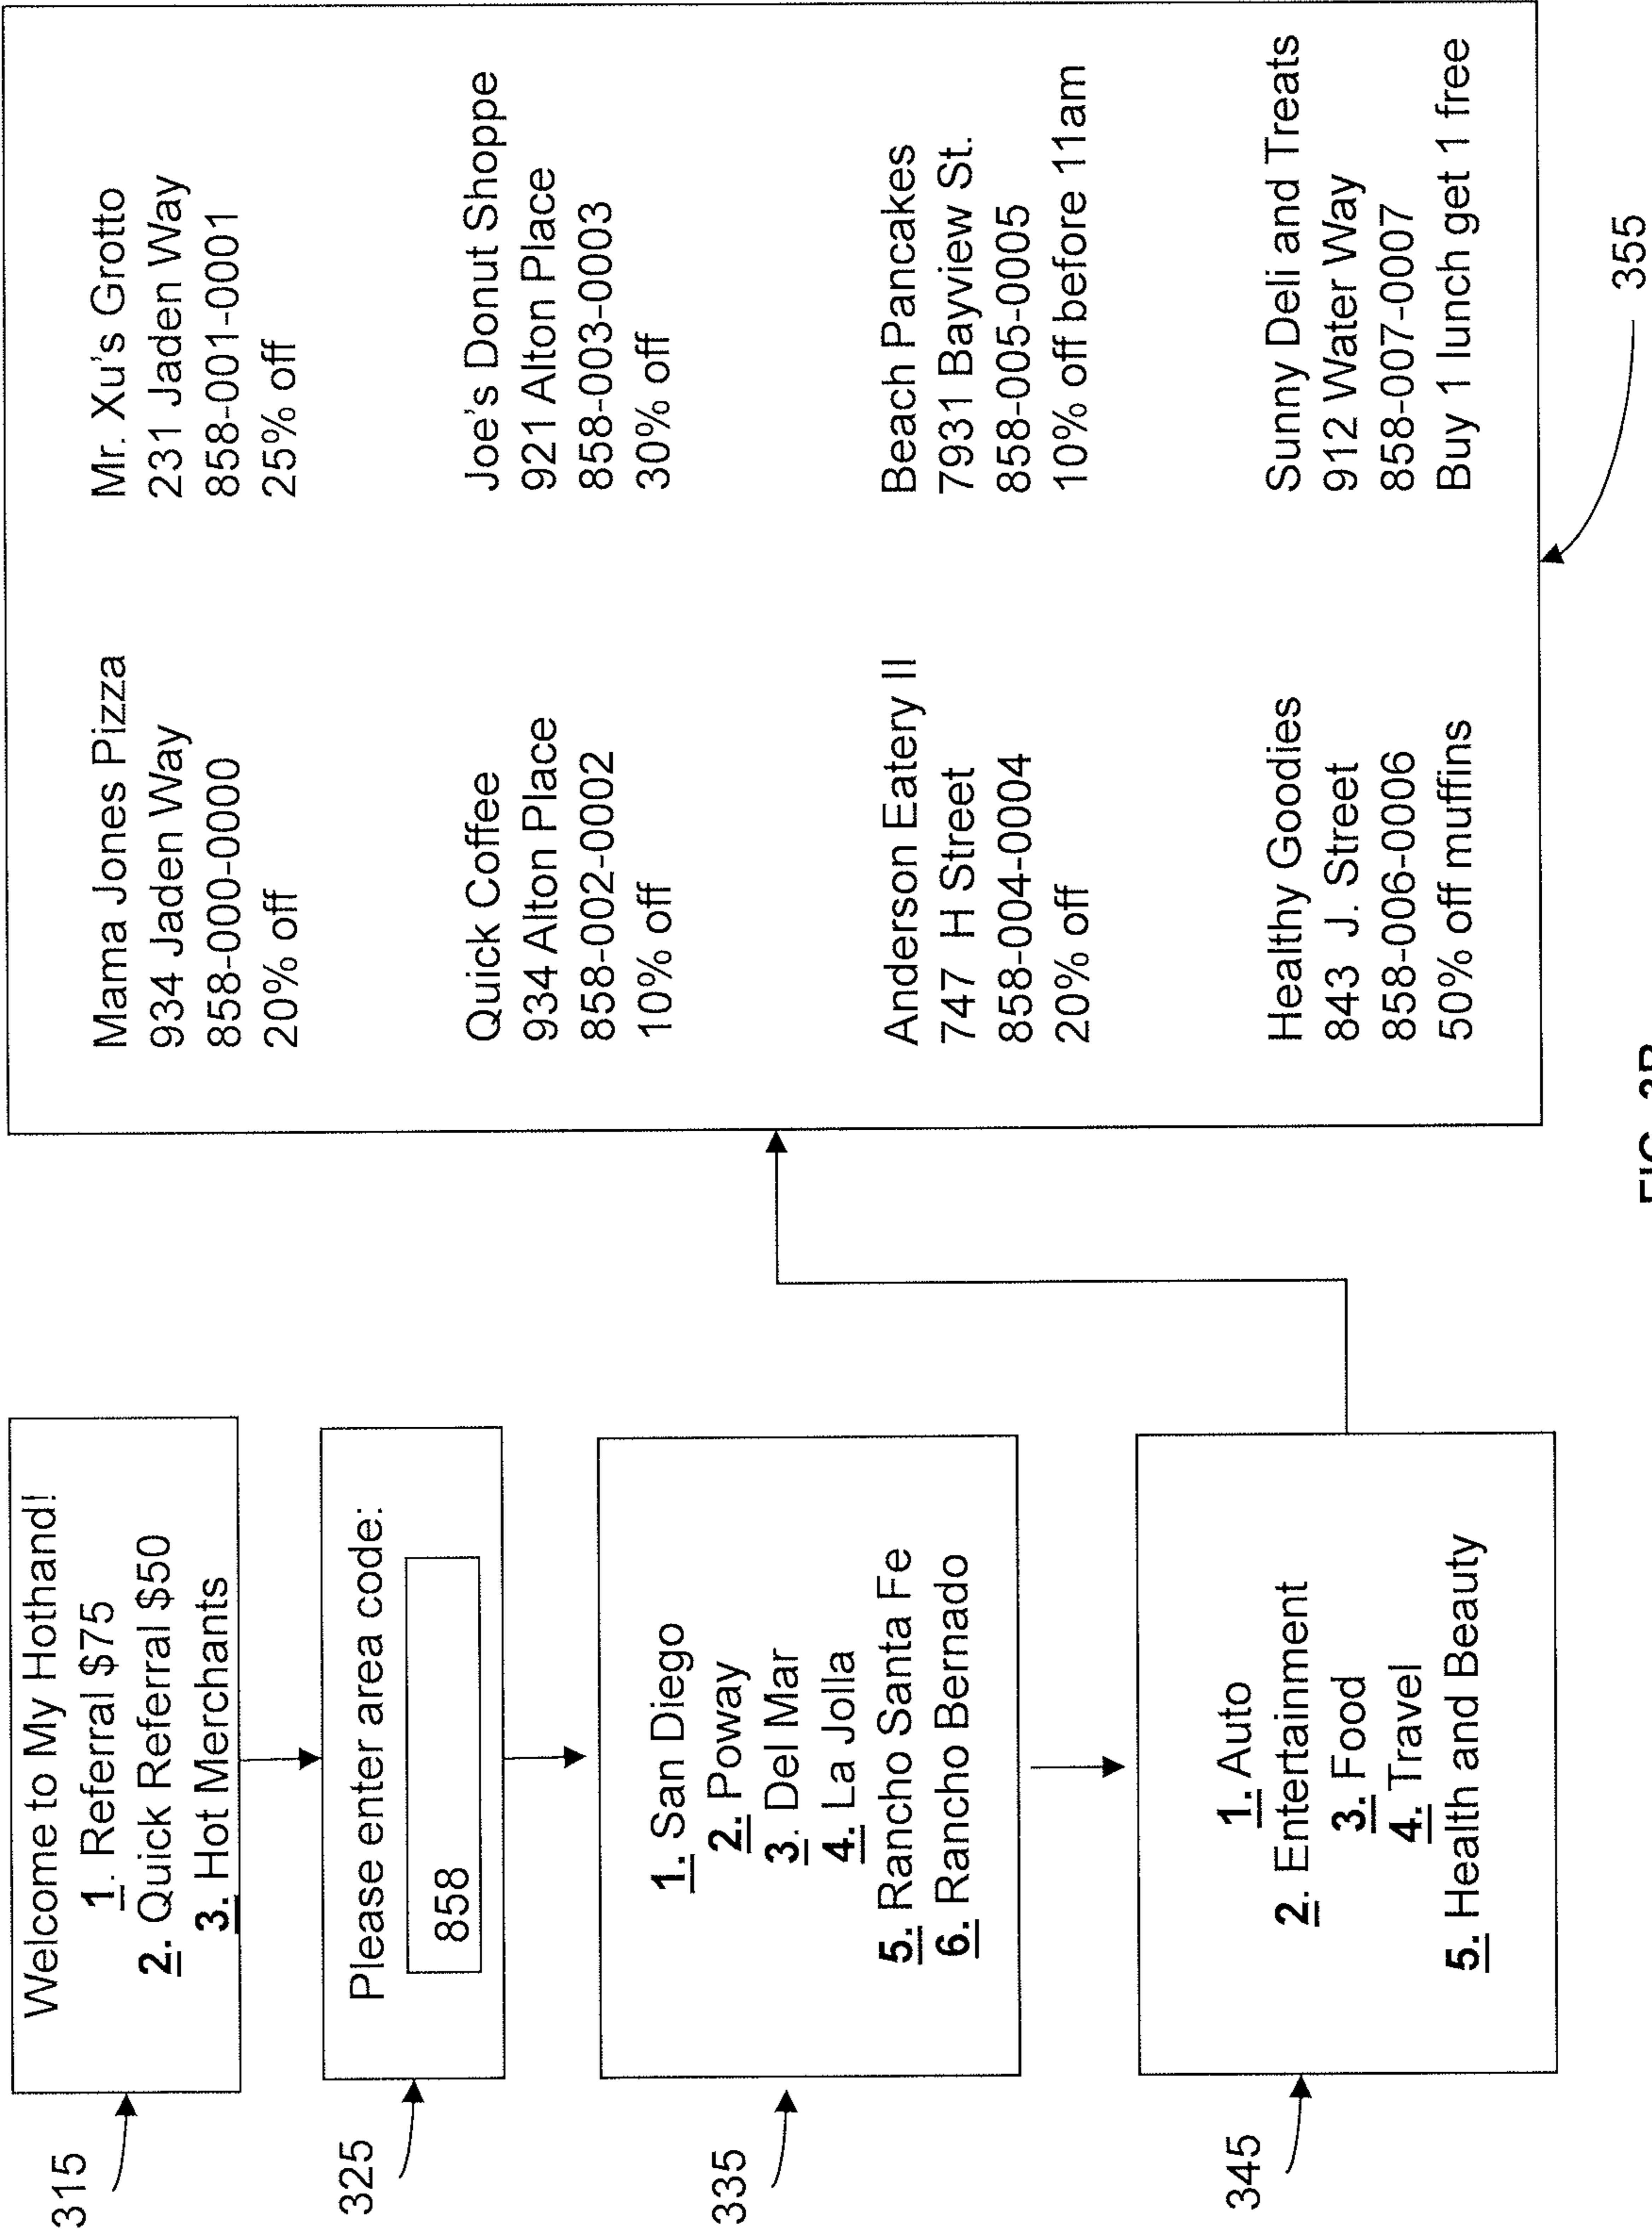 315
Welcome to My Hothand!
1. Referral $75
2. Quick Referral $50
3. Hot Merchants
325
Please enter area code:
858
335
1. San Diego
2. Poway
3. Del Mar
4. La Jolla
5. Rancho Santa Fe
6. Rancho Bernado
345
1. Auto
2. Entertainment
3. Food
4. Travel
5. Health and Beauty
Mama Jones Pizza
934 Jaden Way
858-000-0000
20% off
Mr. Xu's Grotto
231 Jaden Way
858-001-0001
25% off
Quick Coffee
934 Alton Place
858-002-0002
10% off
Joe's Donut Shoppe
921 Alton Place
858-003-0003
30% off
Anderson Eatery II
747 H Street
858-004-0004
20% off
Beach Pancakes
7931 Bayview St.
858-005-0005
10% off before 11am
Healthy Goodies
843 J. Street
858-006-0006
50% off muffins
Sunny Deli and Treats
912 Water Way
858-007-0007
Buy 1 lunch get 1 free
355